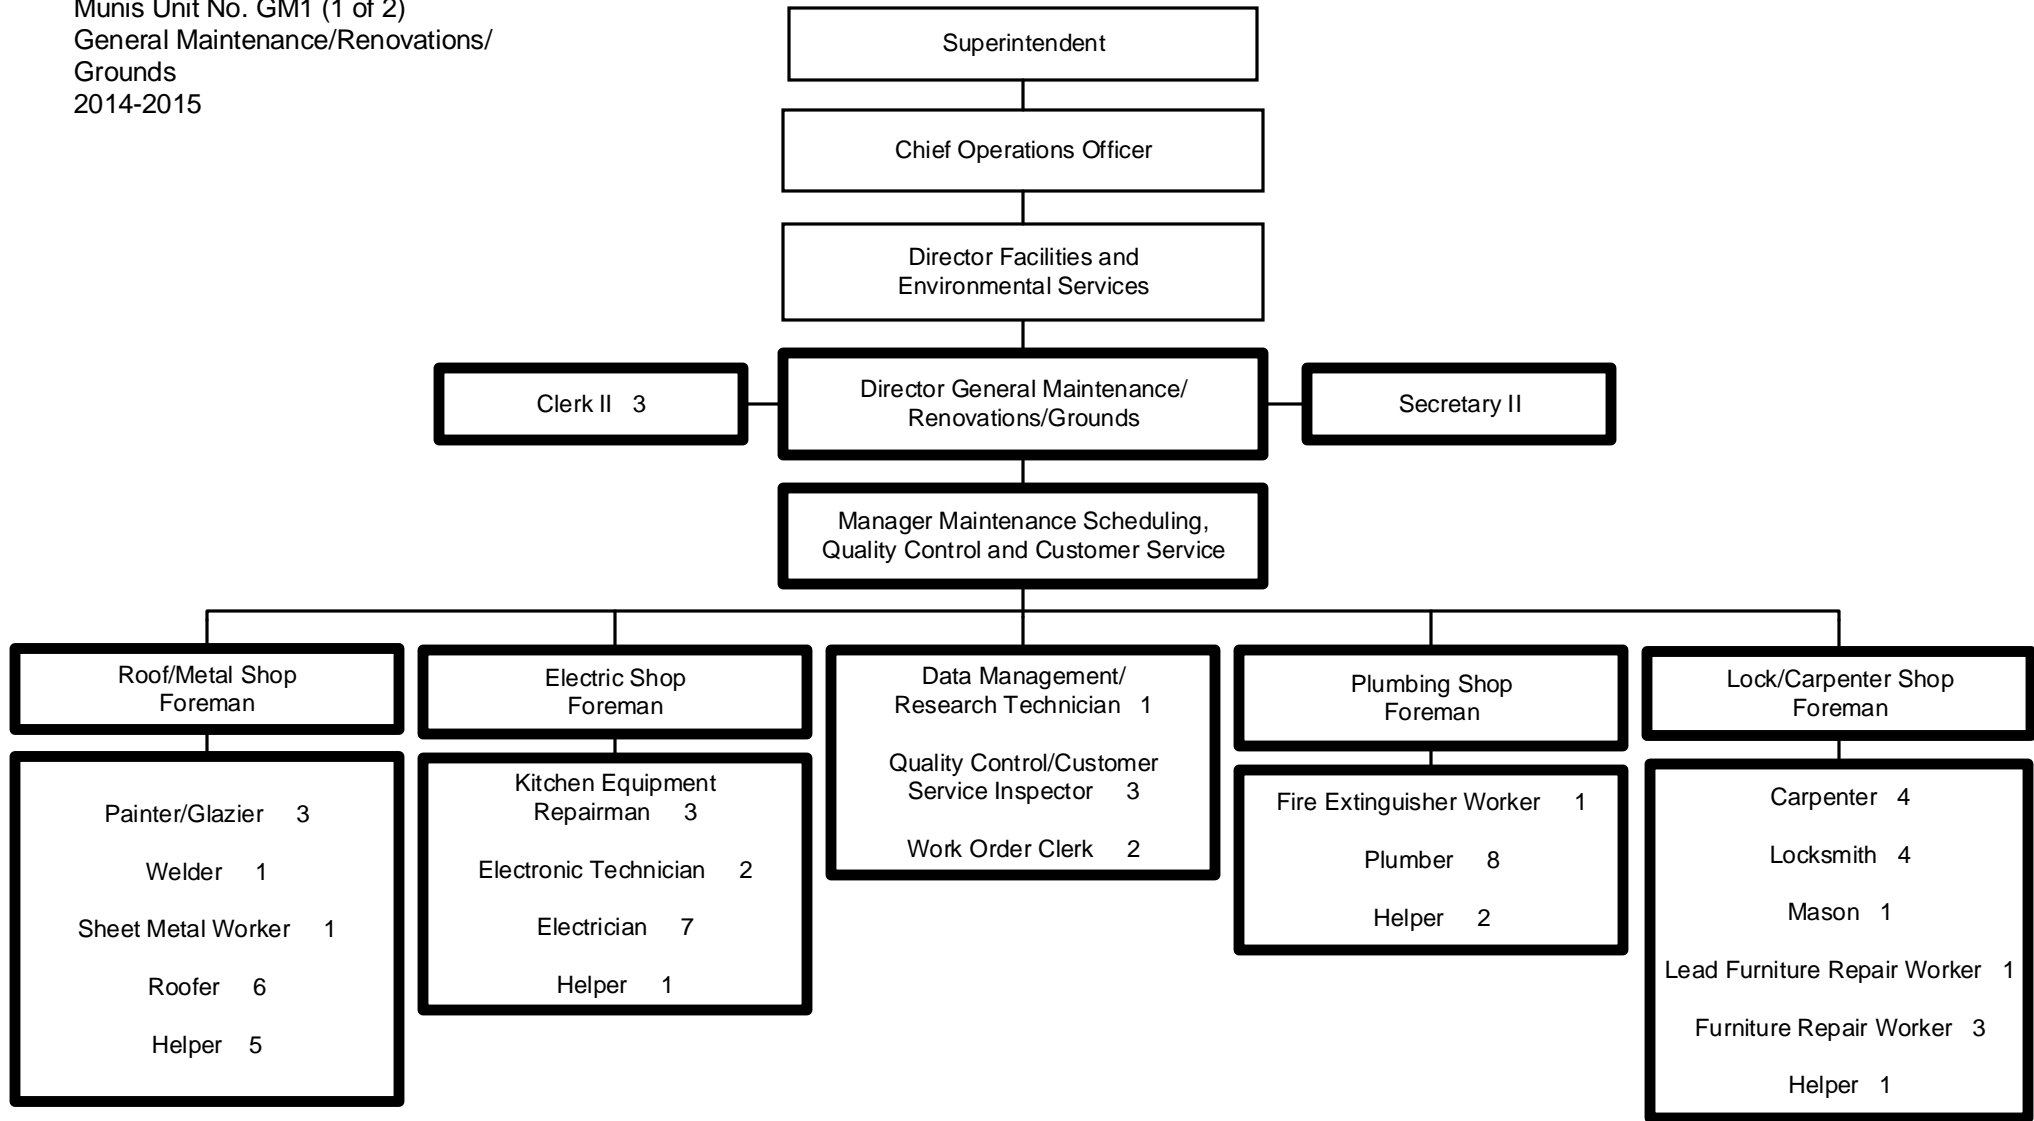 Munis Unit No. GM1 (1 of 2)
General Maintenance/Renovations/
Grounds
2014-2015
Superintendent
Chief Operations Officer
Director Facilities and
Environmental Services
Clerk II 3
Director General Maintenance/
Renovations/Grounds
Secretary II
Manager Maintenance Scheduling,
Quality Control and Customer Service
Roof/Metal Shop
Foreman
Painter/Glazier 3
Welder 1
Sheet Metal Worker 1
Roofer 6
Helper 5
Electric Shop
Foreman
Kitchen Equipment
Repairman 3
Electronic Technician 2
Electrician 7
Helper 1
Data Management/
Research Technician 1
Quality Control/Customer
Service Inspector 3
Work Order Clerk 2
Plumbing Shop
Foreman
Fire Extinguisher Worker 1
Plumber 8
Helper 2
Lock/Carpenter Shop
Foreman
Carpenter 4
Locksmith 4
Mason 1
Lead Furniture Repair Worker 1
Furniture Repair Worker 3
Helper 1